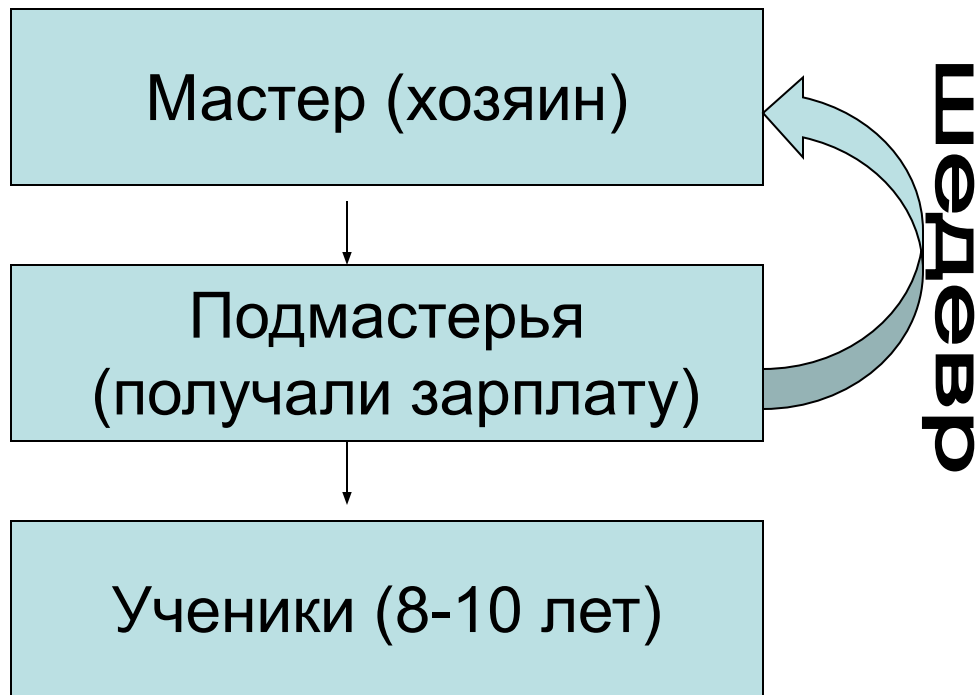 Мастер (хозяин)
Подмастерья
(получали зарплату)
Ученики (8-10 лет)
шедевр